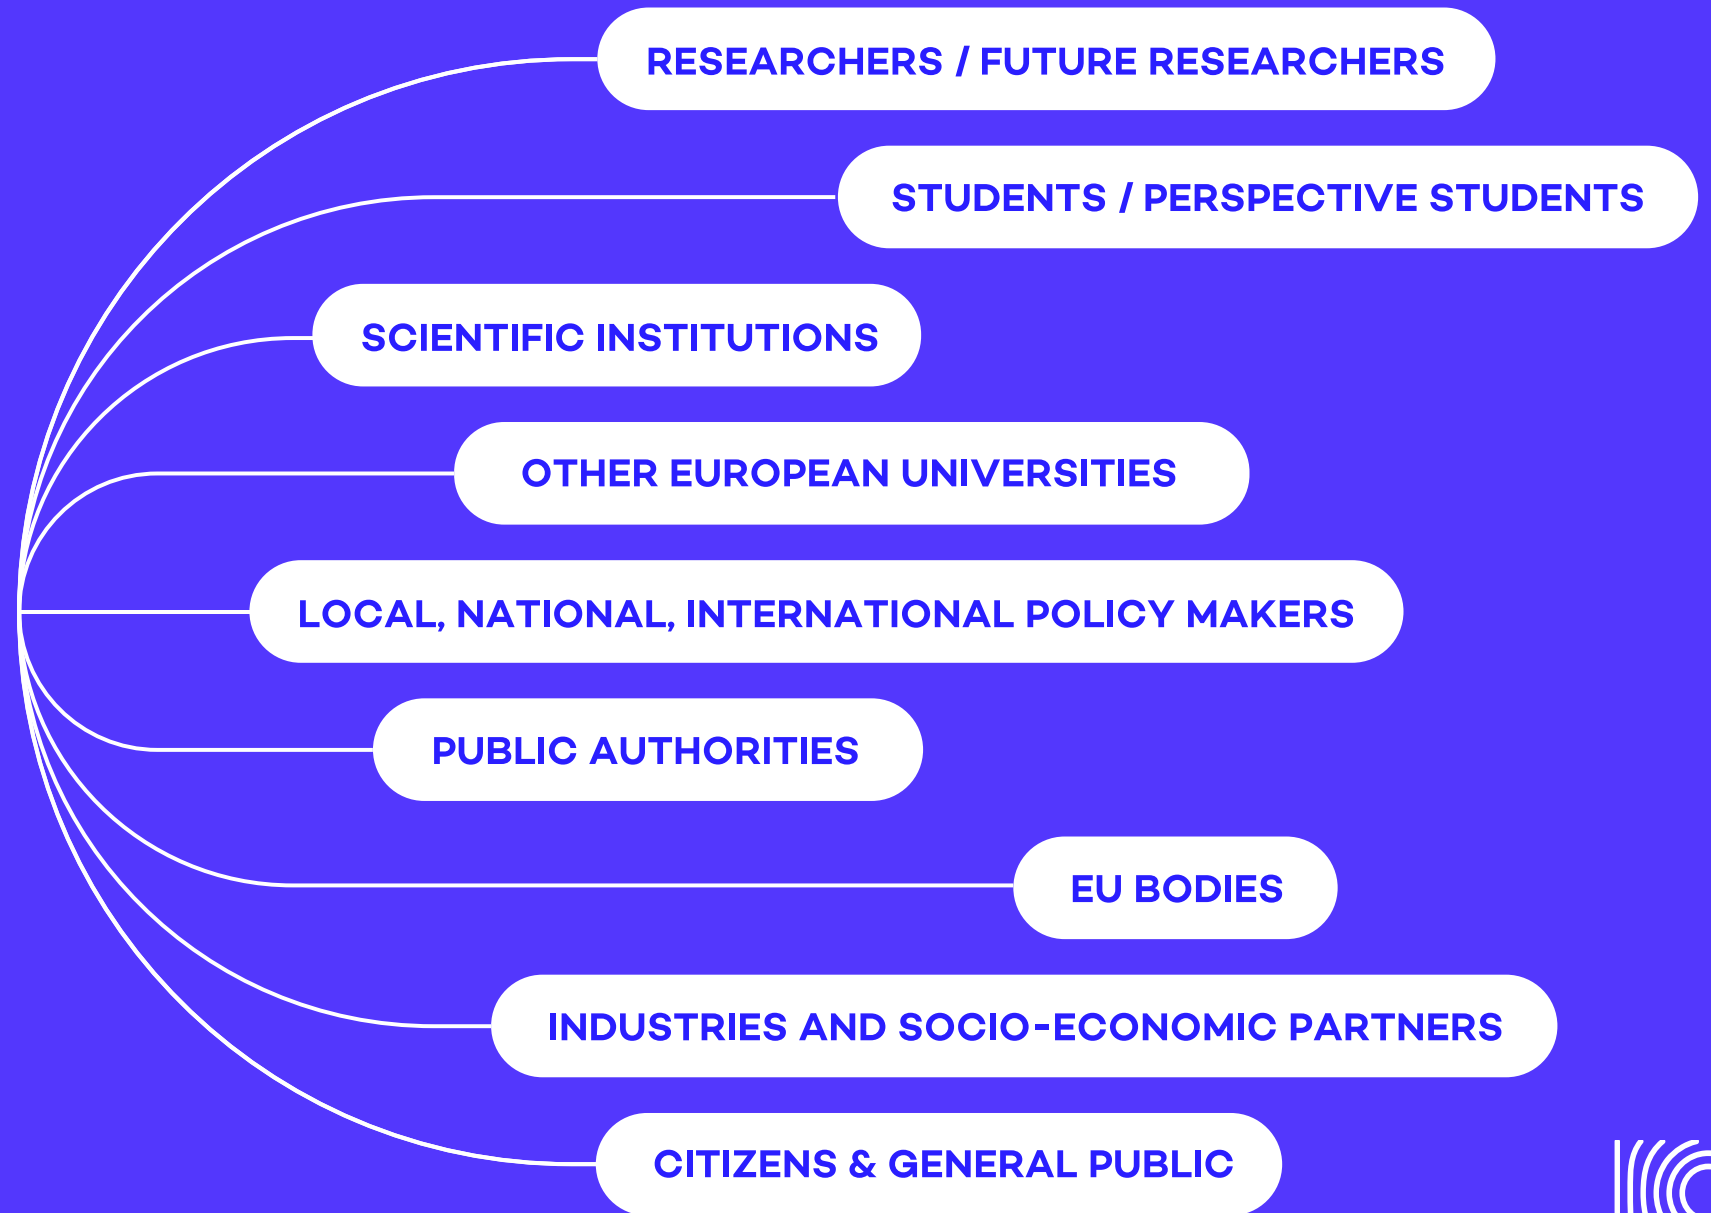 RESEARCHERS / FUTURE RESEARCHERS
STUDENTS / PERSPECTIVE STUDENTS
SCIENTIFIC INSTITUTIONS
OTHER EUROPEAN UNIVERSITIES
LOCAL, NATIONAL, INTERNATIONAL POLICY MAKERS
PUBLIC AUTHORITIES
EU BODIES
INDUSTRIES AND SOCIO-ECONOMIC PARTNERS
CITIZENS & GENERAL PUBLIC